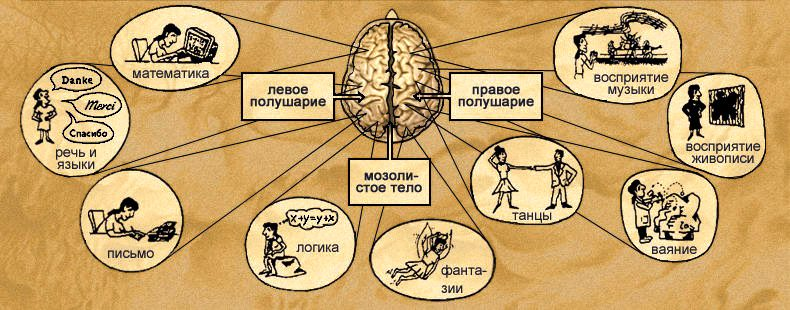 математика
Danke
Merci
Спасибо
речь и
языки
письмо
левое
полушарие
x+y=y+x
логика
мозоли-
стое тело
фанта-
зии
правое
полушарие
танцы
восприятие
музыки
восприятие
живописи
ваяние